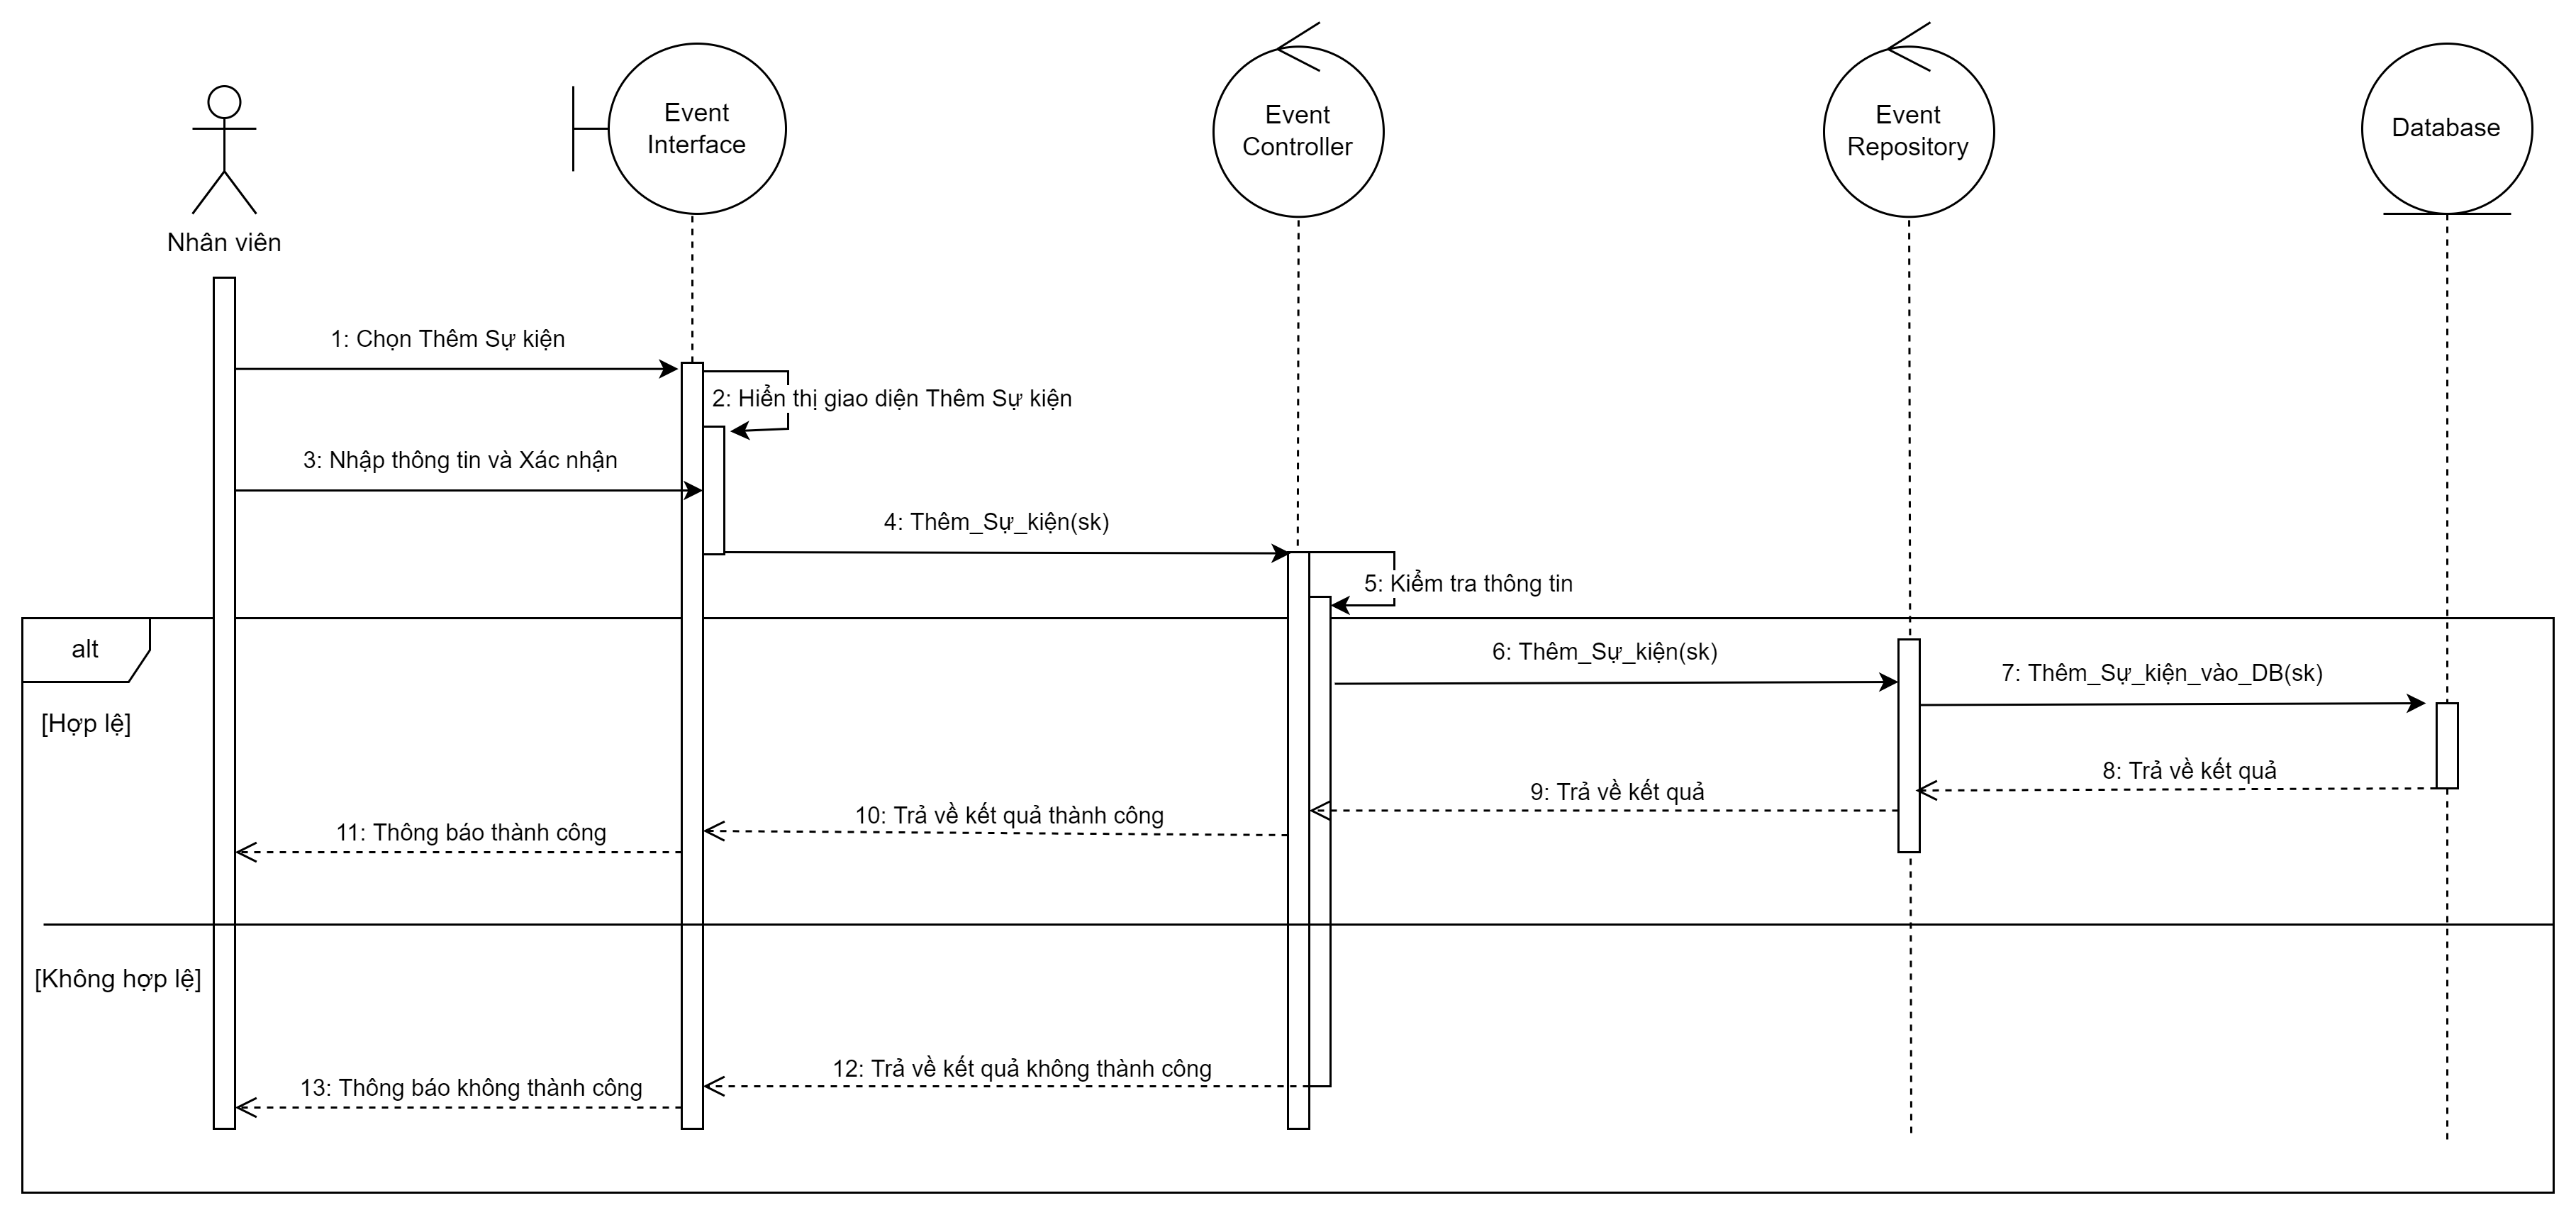 Event
Interface
Event
Controller
Event
Repository
Database
Nhân viên
1: Chọn Thêm Sự kiện
2: Hiển thị giao diện Thêm Sự kiện
3: Nhập thông tin và Xác nhận
4: Thêm_Sự_kiện(sk)
5: Kiểm tra thông tin
alt
6: Thêm_Sự_kiện(sk)
7: Thêm_Sự_kiện_vào_DB(sk)
[Hợp lệ]
8: Trả về kết quả
9: Trả về kết quả
10: Trả về kết quả thành công
11: Thông báo thành công
[Không hợp lệ]
12: Trả về kết quả không thành công
13: Thông báo không thành công